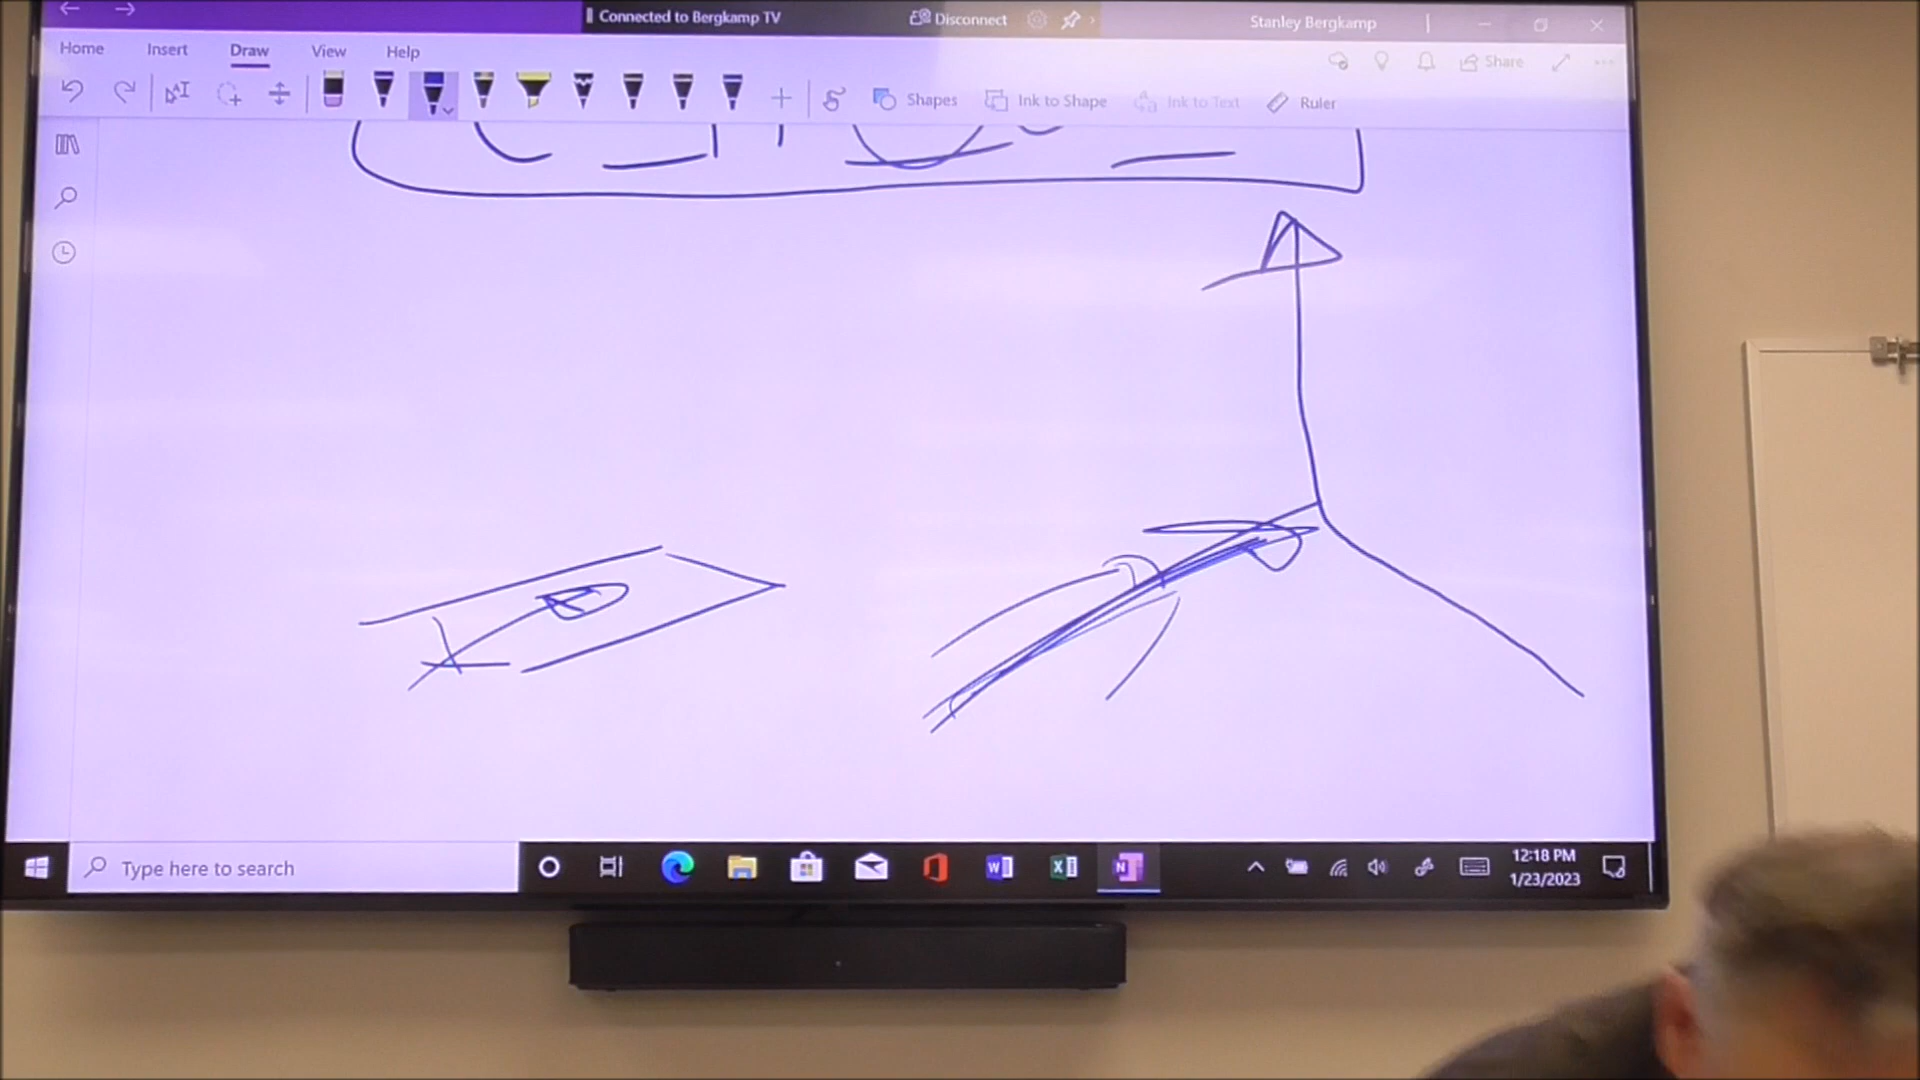 Connected to Bergkamp TV
Disconnect
Stanley Bergkamp
Home Insert Draw View Help
Share
Shapes Ink to Shape Ink to Text Ruler
Type here to search
12:18 PM
1/23/2023